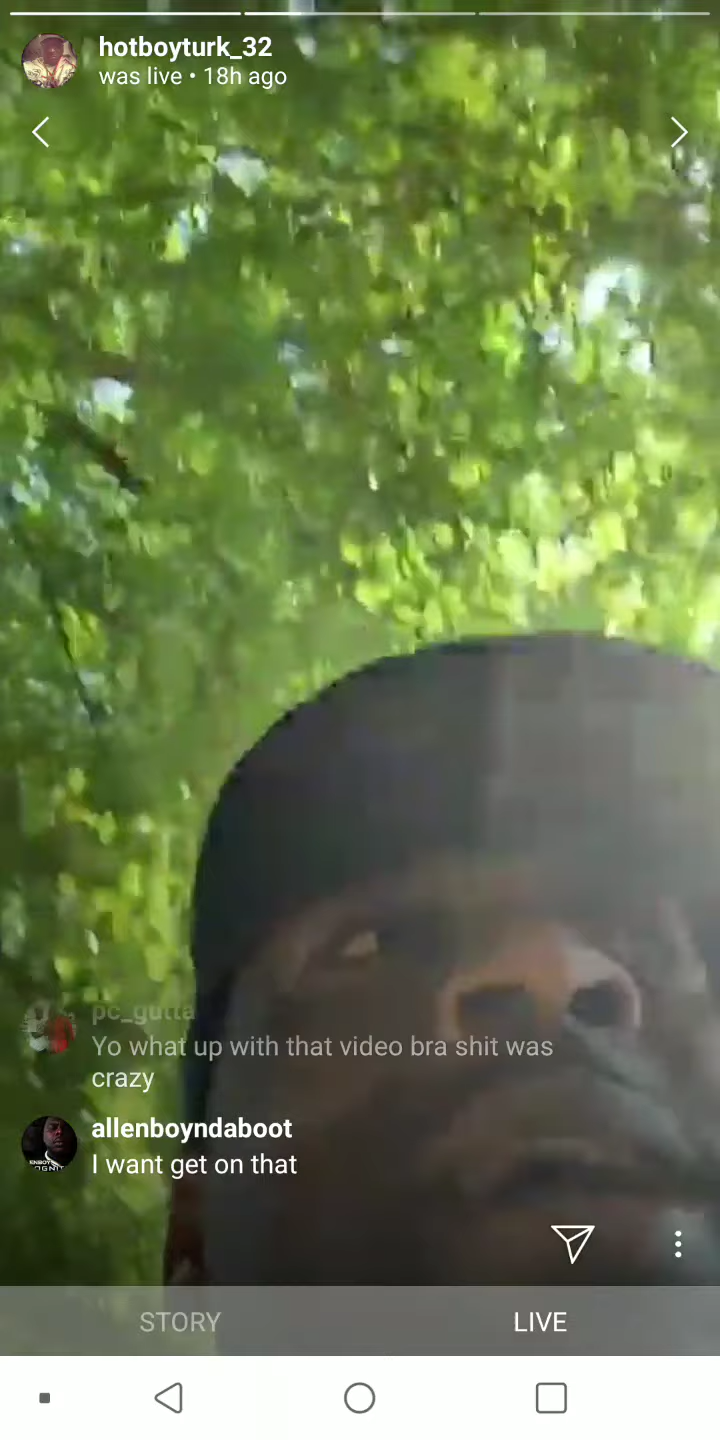 hotboyturk_32
was live • 18h ago
pc_gutta
Yo what up with that video bra shit was
crazy
allenboyndaboot
I want get on that
STORY LIVE